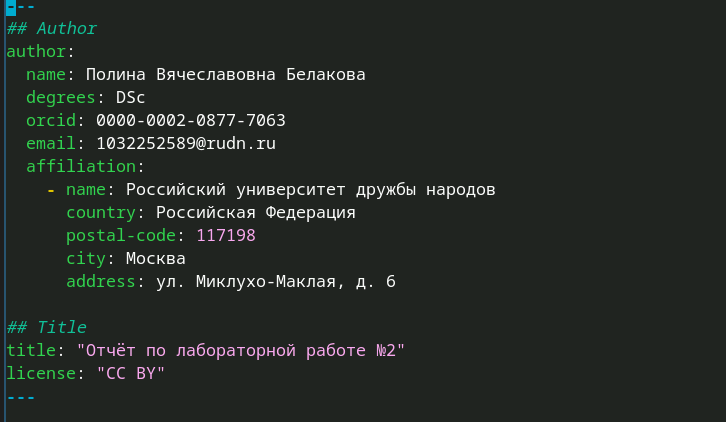 ---
## Author
author:
  name: Полина Вячеславовна Белакова
  degrees: DSc
  orcid: 0000-0002-0877-7063
  email: 1032252589@rudn.ru
  affiliation:
    - name: Российский университет дружбы народов
      country: Российская Федерация
      postal-code: 117198
      city: Москва
      address: ул. Миклухо-Маклая, д. 6

## Title
title: "Отчёт по лабораторной работе №2"
license: "CC BY"
---